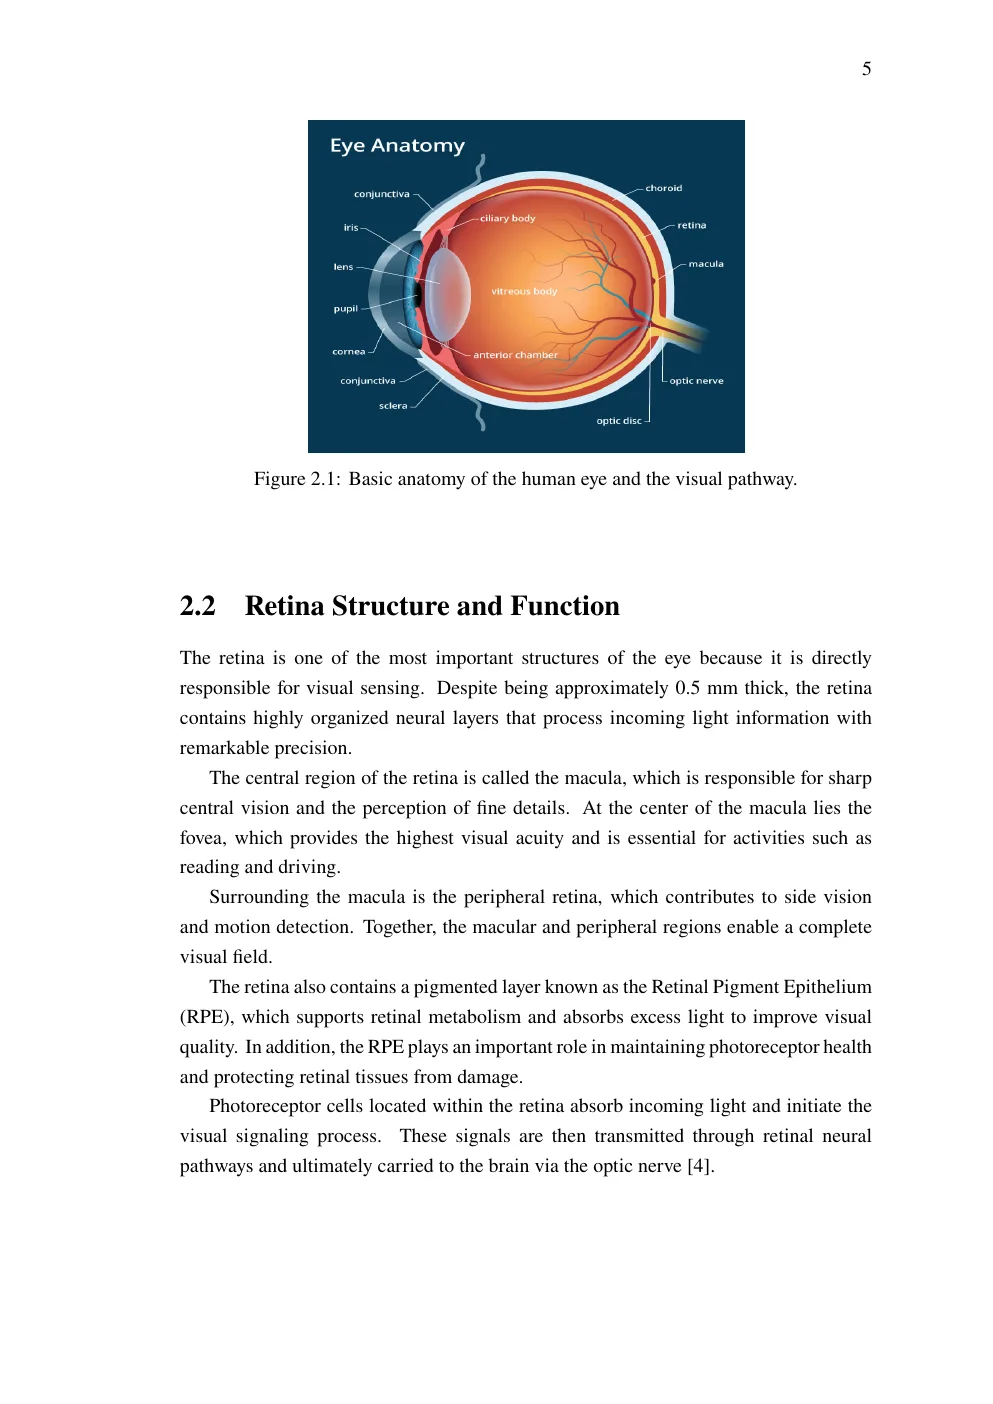 5
Eye Anatomy
conjunctiva
iris
lens
pupil
cornea
conjunctiva
sclera
ciliary body
vitreous body
anterior chamber
choroid
retina
macula
optic nerve
optic disc
Figure 2.1: Basic anatomy of the human eye and the visual pathway.
2.2 Retina Structure and Function
The retina is one of the most important structures of the eye because it is directly
responsible for visual sensing. Despite being approximately 0.5 mm thick, the retina
contains highly organized neural layers that process incoming light information with
remarkable precision.
The central region of the retina is called the macula, which is responsible for sharp
central vision and the perception of fine details. At the center of the macula lies the
fovea, which provides the highest visual acuity and is essential for activities such as
reading and driving.
Surrounding the macula is the peripheral retina, which contributes to side vision
and motion detection. Together, the macular and peripheral regions enable a complete
visual field.
The retina also contains a pigmented layer known as the Retinal Pigment Epithelium
(RPE), which supports retinal metabolism and absorbs excess light to improve visual
quality. In addition, the RPE plays an important role in maintaining photoreceptor health
and protecting retinal tissues from damage.
Photoreceptor cells located within the retina absorb incoming light and initiate the
visual signaling process. These signals are then transmitted through retinal neural
pathways and ultimately carried to the brain via the optic nerve [4].